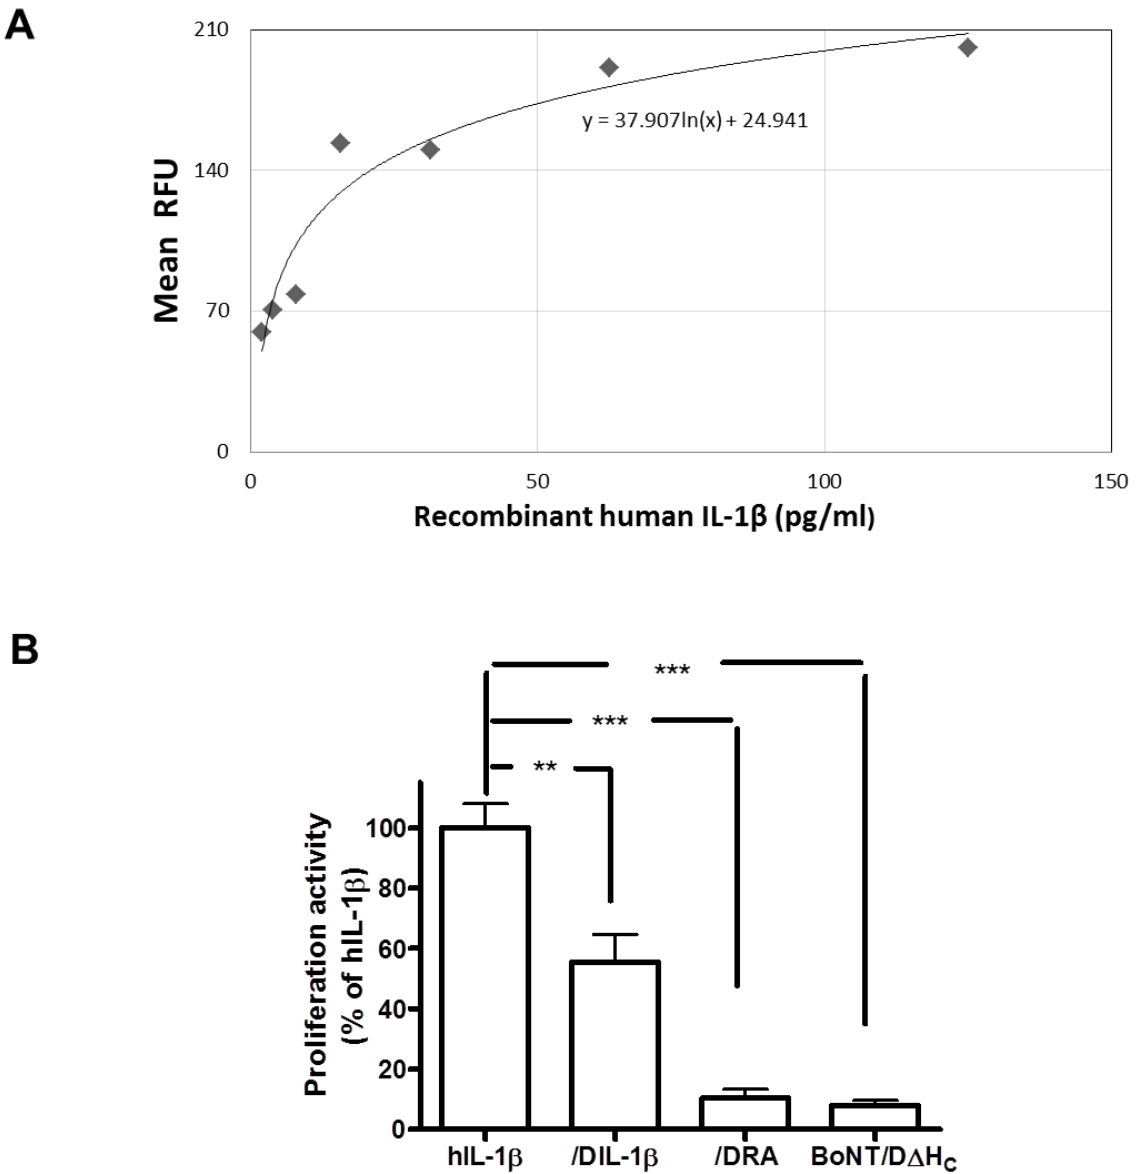 A
210
140
70
0
Mean RFU
y = 37.907ln(x) + 24.941
0 50 100 150
Recombinant human IL-1β (pg/ml)
B
***
***
**
Proliferation activity
(% of hIL-1β)
100
80
60
40
20
0
hIL-1β /DIL-1β /DRA BoNT/DΔHC